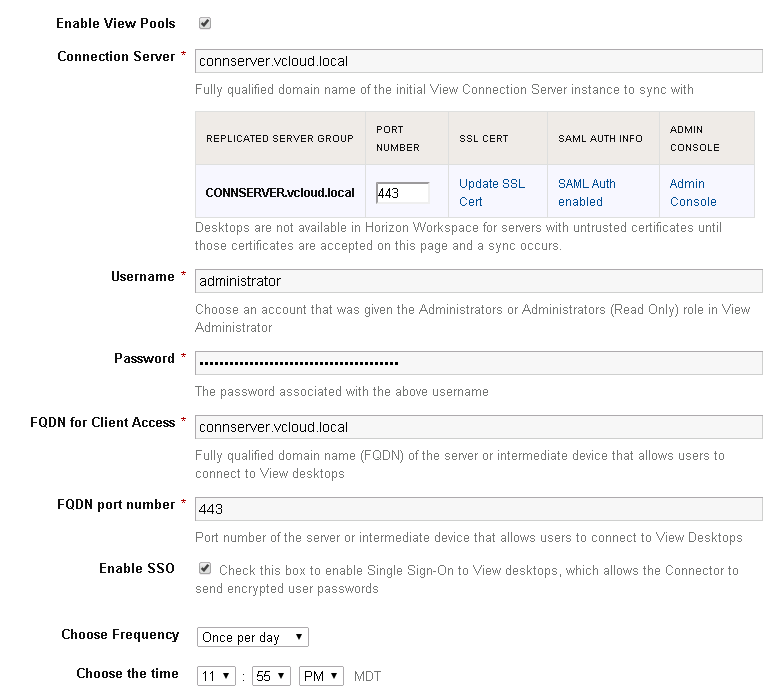 Enable View Pools
Connection Server *
connserver.vcloud.local
Fully qualified domain name of the initial View Connection Server instance to sync with
REPLICATED SERVER GROUP
PORT
NUMBER
SSL CERT
SAML AUTH INFO
ADMIN
CONSOLE
CONNSERVER.vcloud.local
443
Update SSL
Cert
SAML Auth
enabled
Admin
Console
Desktops are not available in Horizon Workspace for servers with untrusted certificates until
those certificates are accepted on this page and a sync occurs.
Username *
administrator
Choose an account that was given the Administrators or Administrators (Read Only) role in View
Administrator
Password *
The password associated with the above username
FQDN for Client Access *
connserver.vcloud.local
Fully qualified domain name (FQDN) of the server or intermediate device that allows users to
connect to View desktops
FQDN port number *
443
Port number of the server or intermediate device that allows users to connect to View Desktops
Enable SSO
Check this box to enable Single Sign-On to View desktops, which allows the Connector to
send encrypted user passwords
Choose Frequency
Once per day
Choose the time
11 : 55 PM MDT